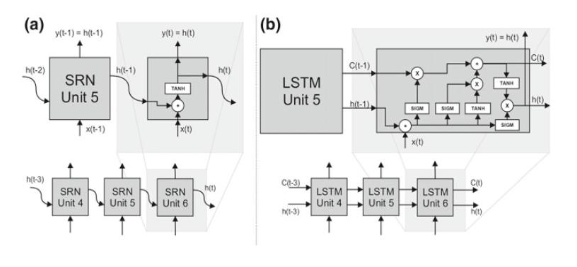 (a)
y(t-1) = h(t-1)
y(t) = h(t)
h(t-2)
SRN
Unit 5
h(t-1)
TANH
h(t)
+
x(t-1)
x(t)
h(t-3)
SRN
Unit 4
SRN
Unit 5
SRN
Unit 6
h(t)
(b)
y(t) = h(t)
LSTM
Unit 5
C(t-1)
x
+
C(t)
x
TANH
h(t-1)
SIGM
SIGM
TANH
x
h(t)
+
SIGM
x(t)
C(t-3)
h(t-3)
LSTM
Unit 4
LSTM
Unit 5
LSTM
Unit 6
C(t)
h(t)